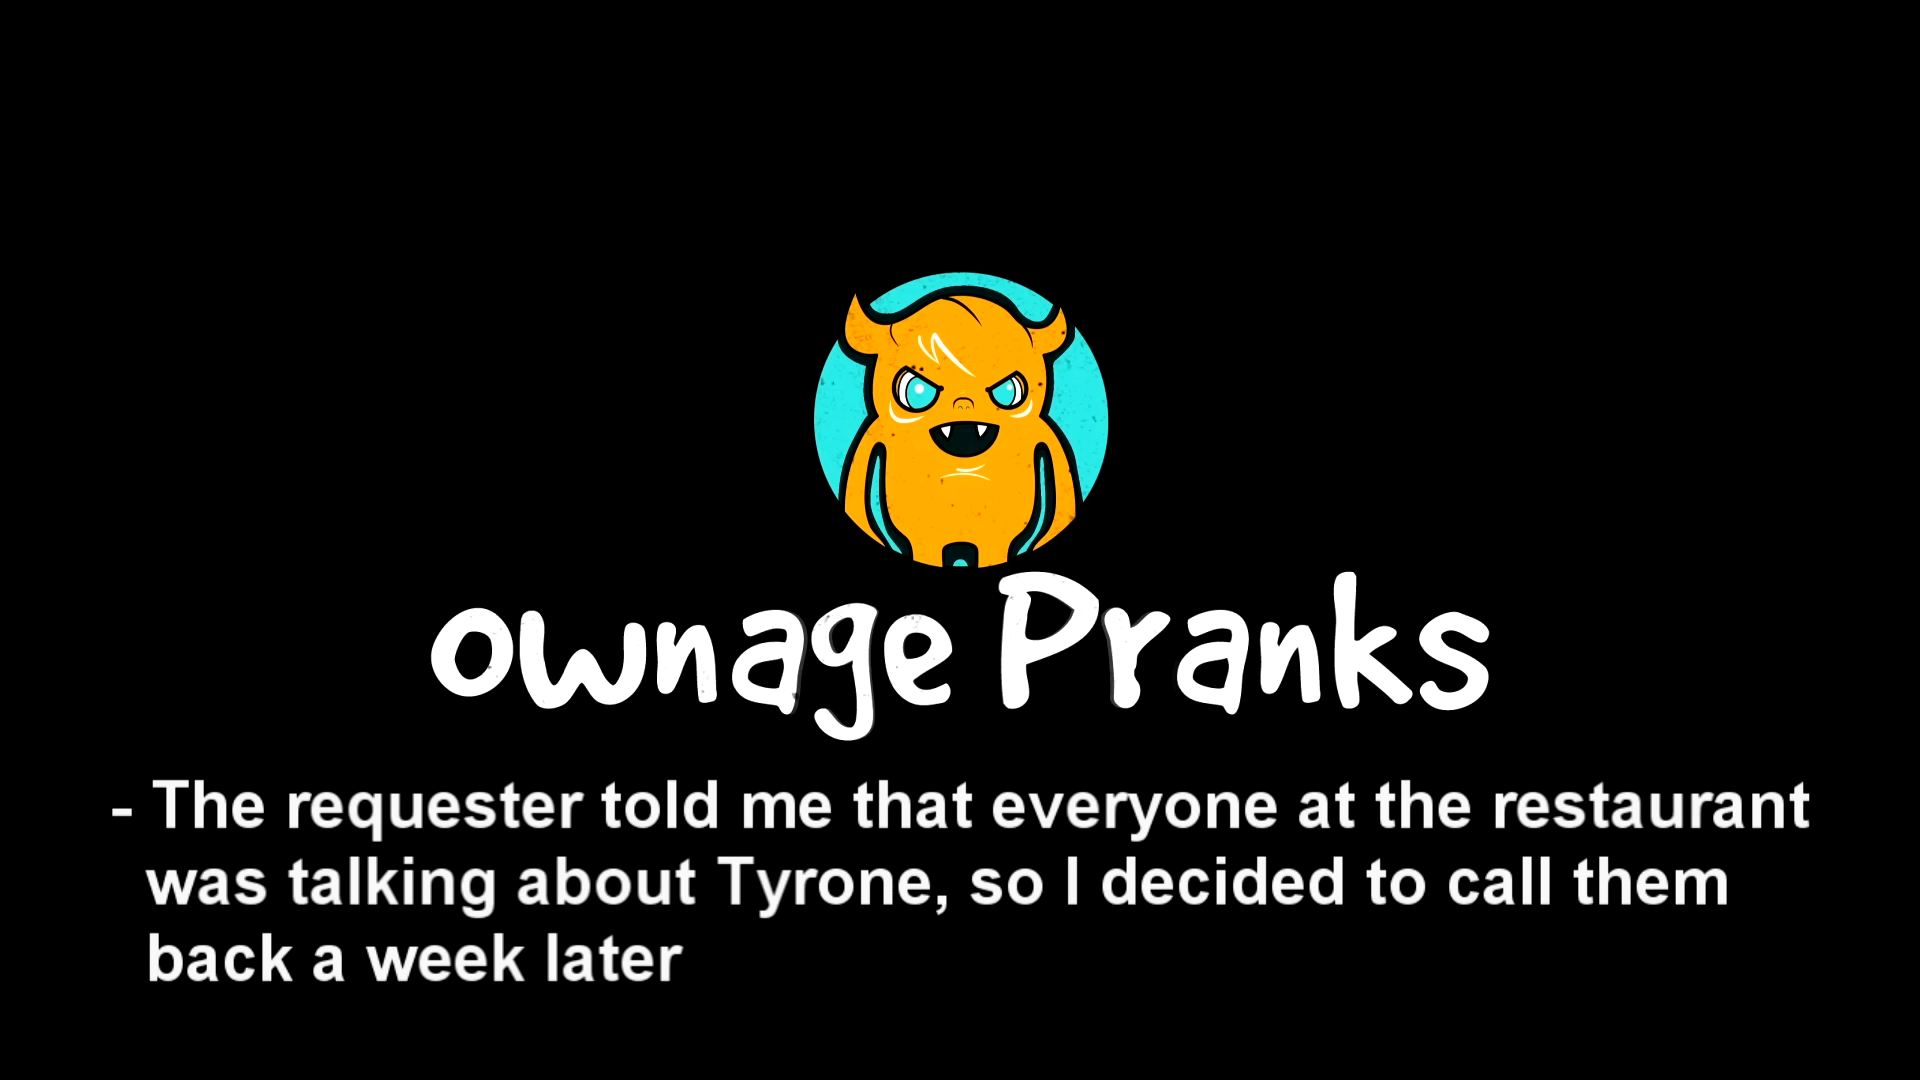 ownage Pranks
- The requester told me that everyone at the restaurant
was talking about Tyrone, so I decided to call them
back a week later